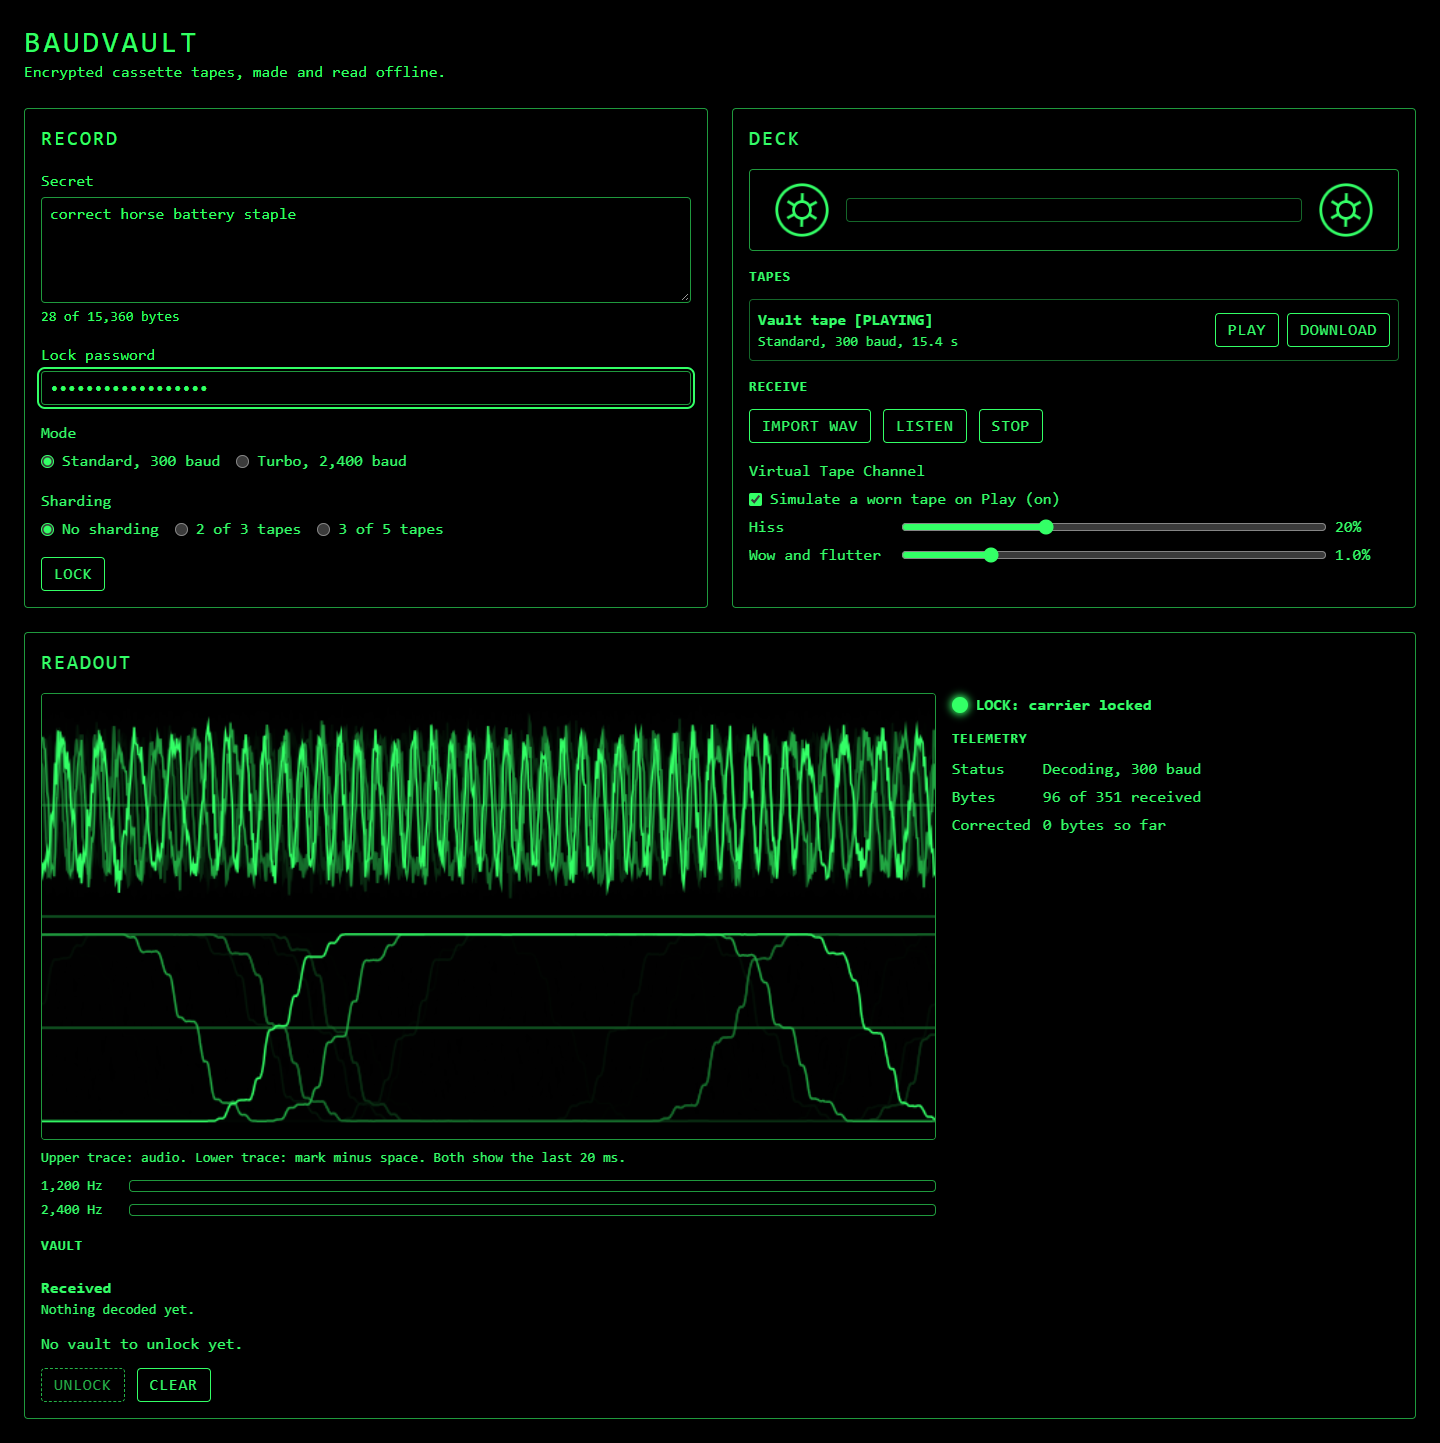 BAUDVAULT
Encrypted cassette tapes, made and read offline.
RECORD
Secret
correct horse battery staple
28 of 15,360 bytes
Lock password
••••••••••••••••••
Mode
Standard, 300 baud Turbo, 2,400 baud
Sharding
No sharding 2 of 3 tapes 3 of 5 tapes
LOCK
DECK
TAPES
Vault tape [PLAYING]
Standard, 300 baud, 15.4 s
PLAY DOWNLOAD
RECEIVE
IMPORT WAV LISTEN STOP
Virtual Tape Channel
Simulate a worn tape on Play (on)
Hiss 20%
Wow and flutter 1.0%
READOUT
LOCK: carrier locked
TELEMETRY
Status Decoding, 300 baud
Bytes 96 of 351 received
Corrected 0 bytes so far
Upper trace: audio. Lower trace: mark minus space. Both show the last 20 ms.
1,200 Hz
2,400 Hz
VAULT
Received
Nothing decoded yet.
No vault to unlock yet.
UNLOCK CLEAR